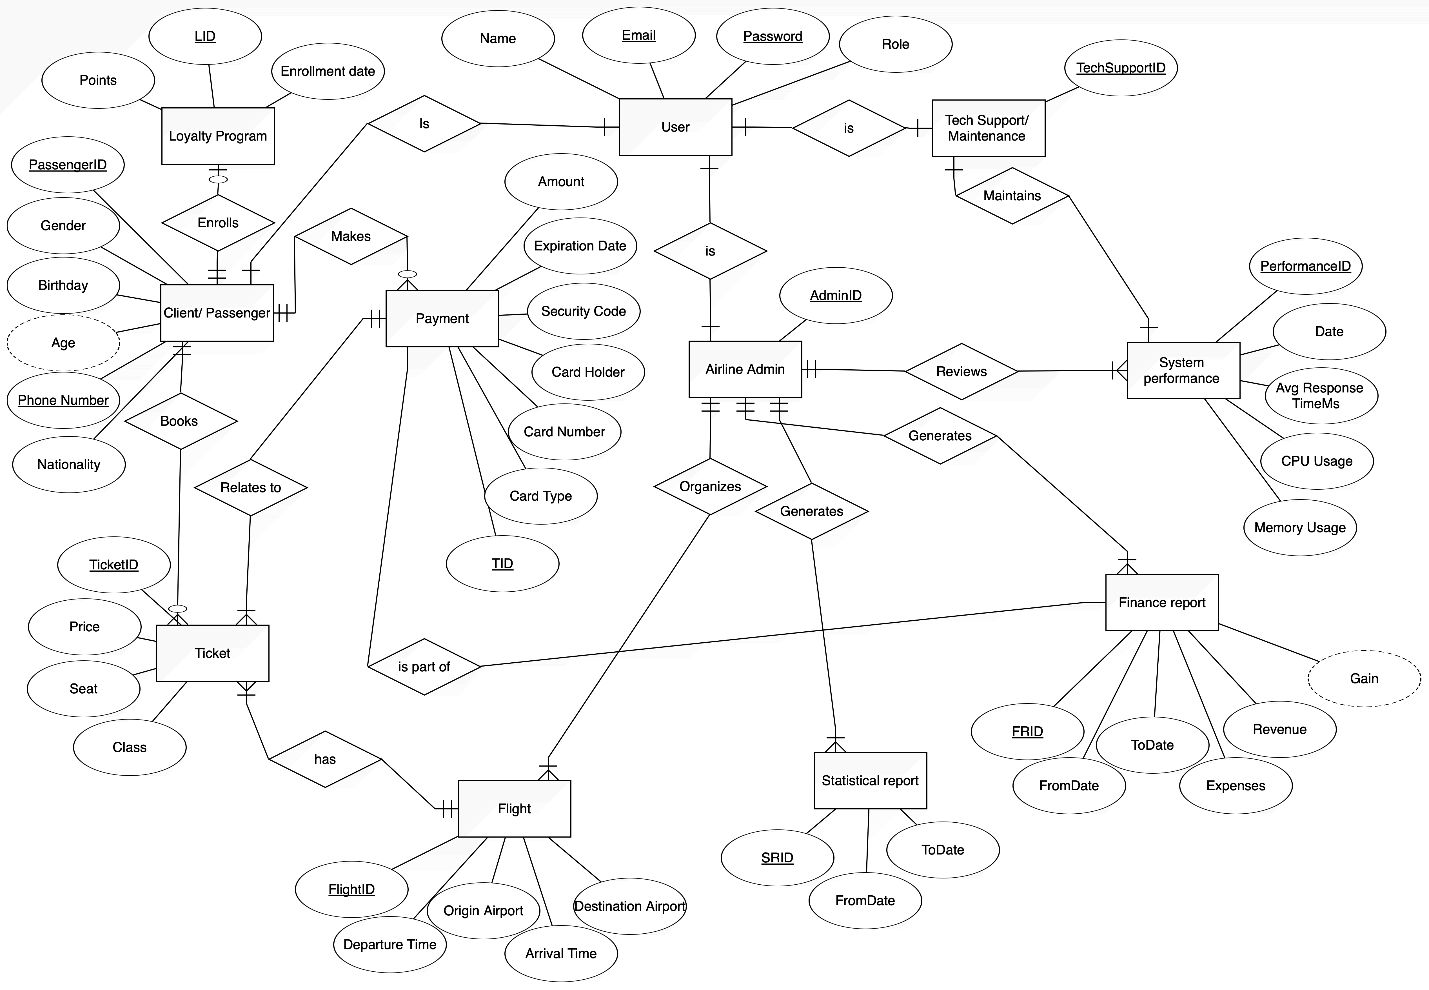 LID
Name
Email
Password
Role
Points
Enrollment date
TechSupportID
Loyalty Program
Is
User
is
Tech Support/
Maintenance
PassengerID
Amount
Maintains
Gender
Enrolls
Makes
Expiration Date
is
PerformanceID
Birthday
Client/ Passenger
Payment
Security Code
AdminID
Date
Age
Card Holder
Airline Admin
Reviews
System
performance
Avg Response
TimeMs
Phone Number
Books
Card Number
Generates
CPU Usage
Nationality
Relates to
Card Type
Organizes
Generates
Memory Usage
TicketID
TID
Finance report
Price
Ticket
is part of
Gain
Seat
Class
has
FRID
ToDate
Revenue
FromDate
Expenses
Flight
Statistical report
SRID
ToDate
FlightID
Origin Airport
Destination Airport
FromDate
Departure Time
Arrival Time